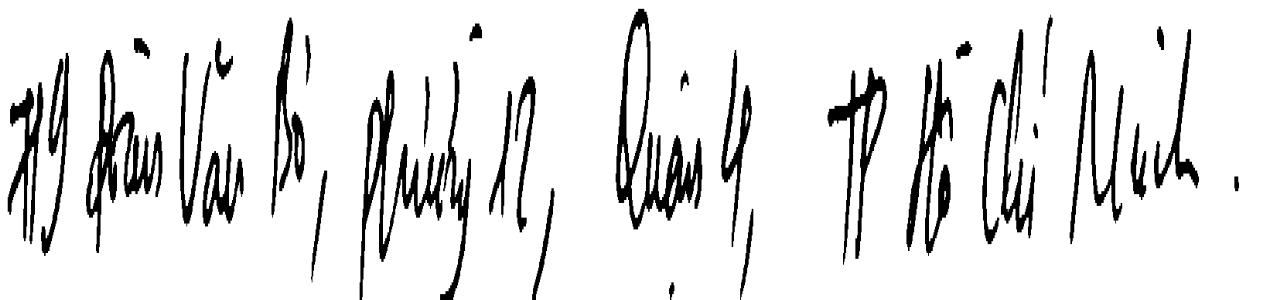 Đoàn Văn Bơ, phường 12, Quận 4, TP Hồ Chí Minh.